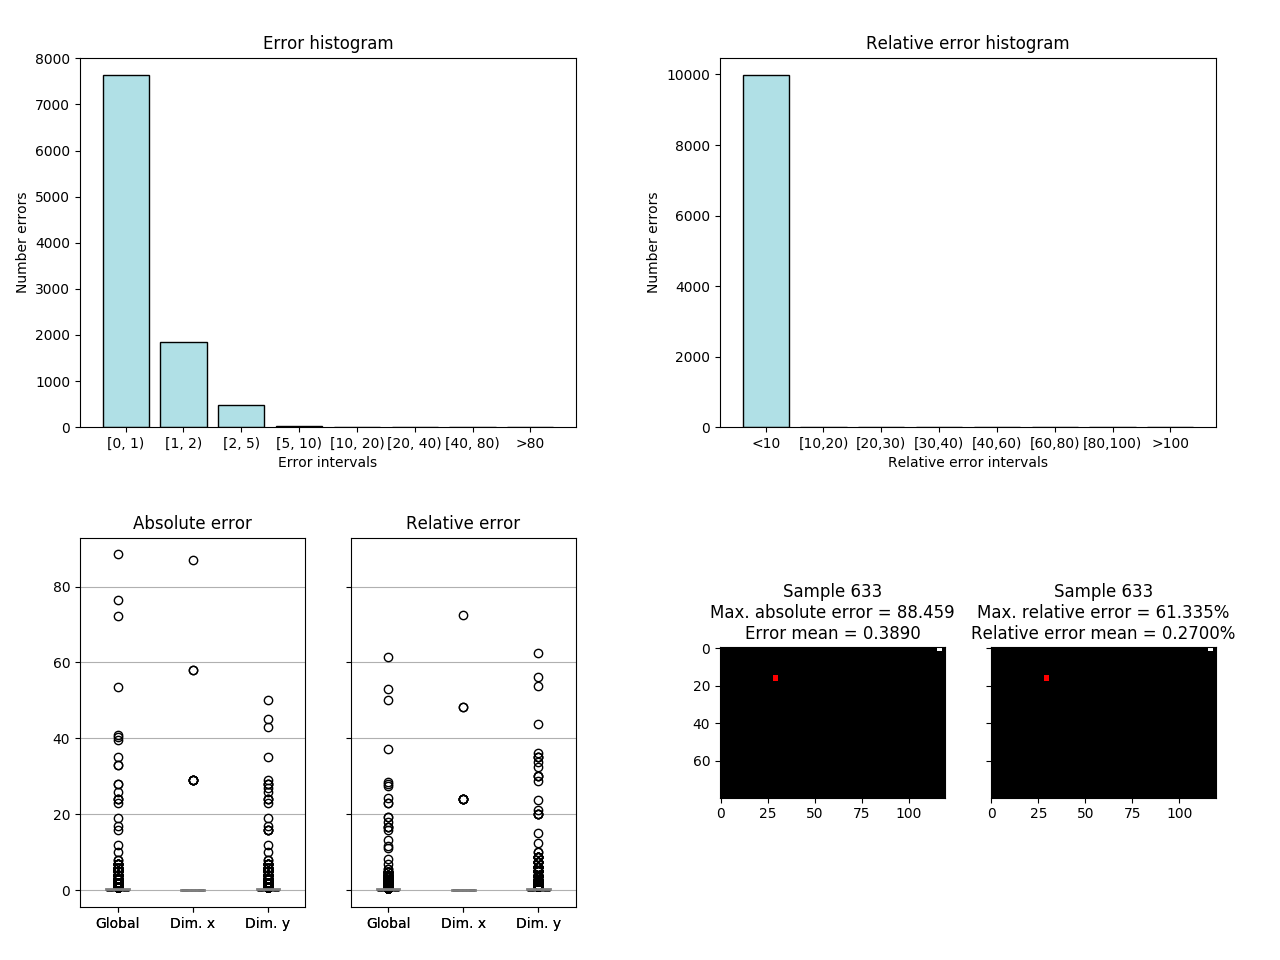 Error histogram
Number errors
8000
7000
6000
5000
4000
3000
2000
1000
0
[0, 1) [1, 2) [2, 5) [5, 10) [10, 20) [20, 40) [40, 80) >80
Error intervals
Relative error histogram
Number errors
10000
8000
6000
4000
2000
0
<10 [10,20) [20,30) [30,40) [40,60) [60,80) [80,100) >100
Relative error intervals
Absolute error
80
60
40
20
0
Global Dim. x Dim. y
Relative error
Global Dim. x Dim. y
Sample 633
Max. absolute error = 88.459
Error mean = 0.3890
0
20
40
60
0 25 50 75 100
Sample 633
Max. relative error = 61.335%
Relative error mean = 0.2700%
0 25 50 75 100